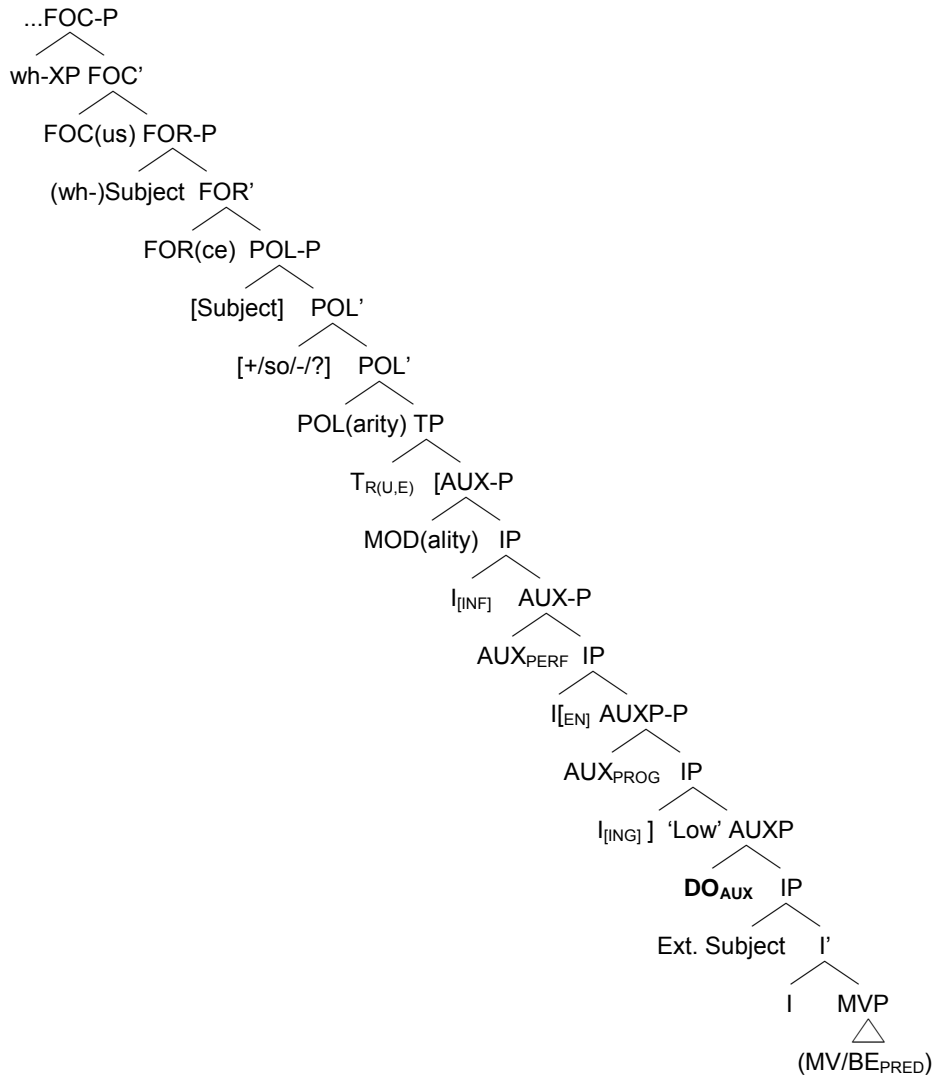 ...FOC-P
wh-XP FOC’
FOC(us) FOR-P
(wh-)Subject FOR’
FOR(ce) POL-P
[Subject] POL’
[+/so/-/?] POL’
POL(arity) TP
TR(U,E) [AUX-P
MOD(ality) IP
I[INF] AUX-P
AUXPERF IP
I[EN] AUXP-P
AUXPROG IP
I[ING] ] ‘Low’ AUXP
DOAUX IP
Ext. Subject I’
I MVP
(MV/BEPRED)